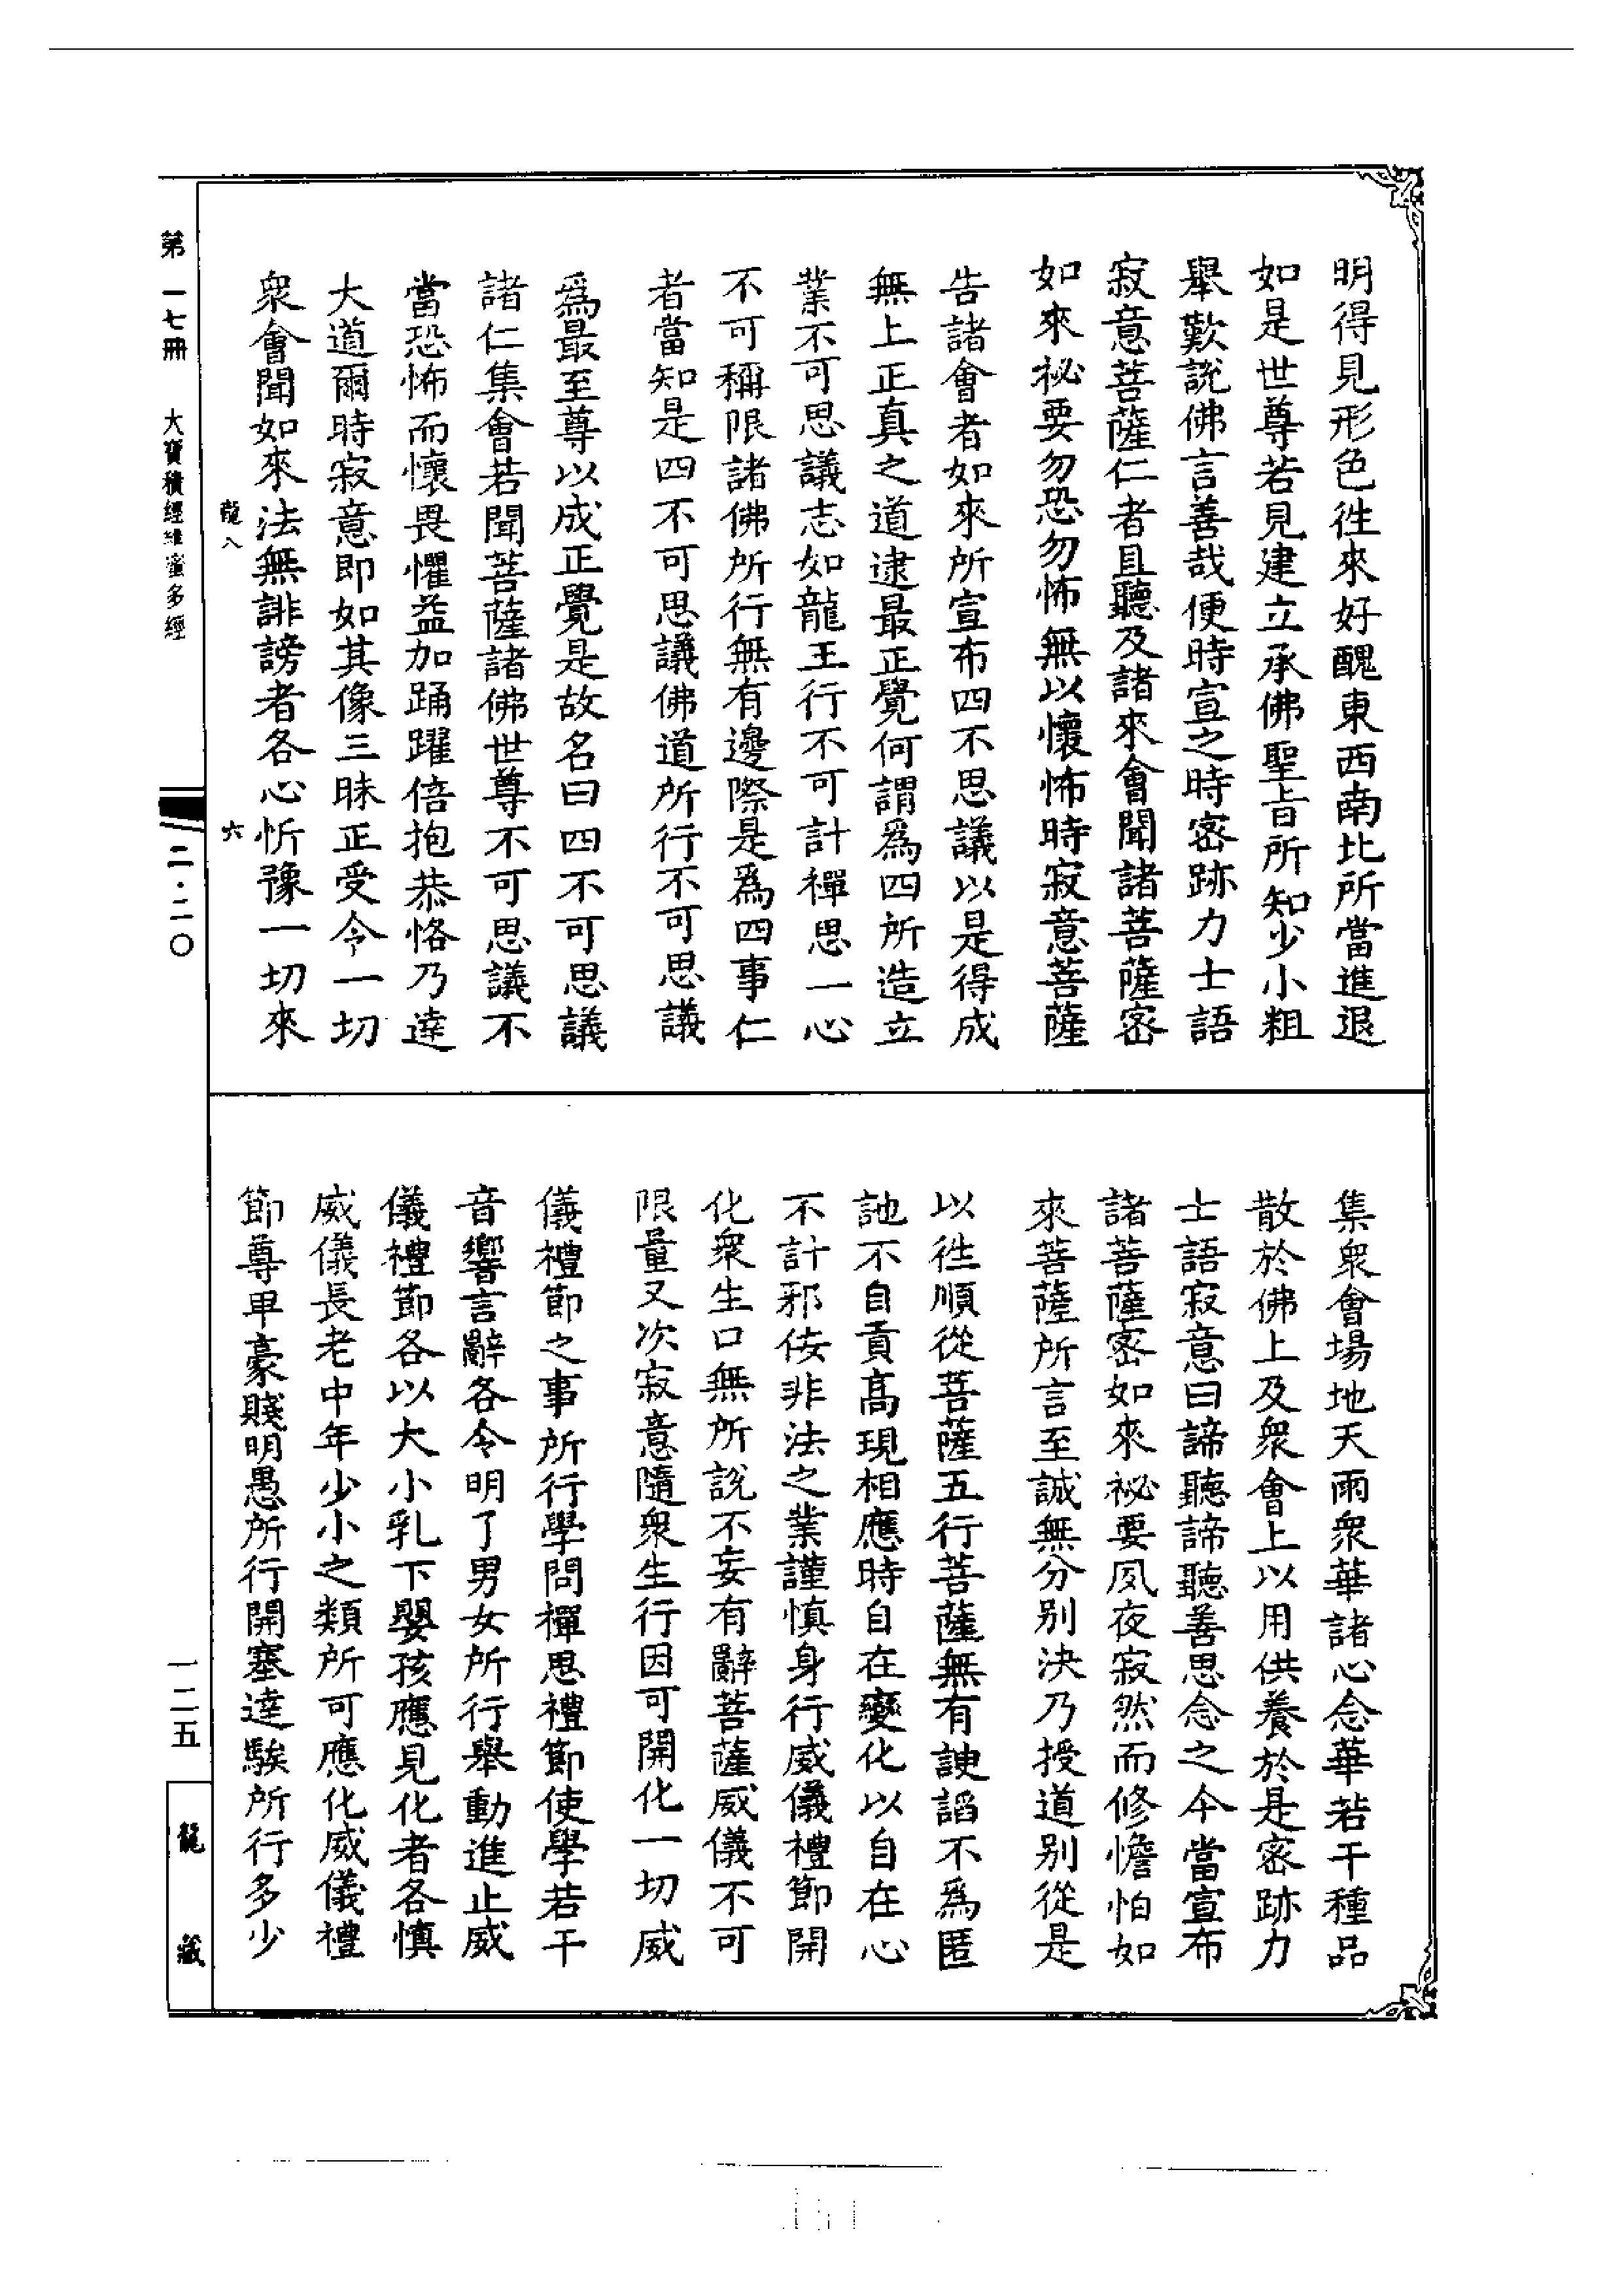 明得見形色徃來好醜東西南北所當進退
如是世尊若見建立承佛聖旨所知少小粗
舉歎說佛言善哉便時宣之時密跡力士語
寂意菩薩仁者且聽及諸來會聞諸菩薩密
如來祕要勿恐勿怖無以懷怖時寂意菩薩
告諸會者如來所宣布四不思議以是得成
無上正真之道逮最正覺何謂爲四所造立
業不可思議志如龍王行不可計禪思一心
不可稱限諸佛所行無有邊際是爲四事仁
者當知是四不可思議佛道所行不可思議
爲最至尊以成正覺是故名曰四不可思議
諸仁集會若聞菩薩諸佛世尊不可思議不
當恐怖而懷畏懼益加踊躍倍抱恭恪乃達
大道爾時寂意即如其像三昧正受令一切
衆會聞如來法無誹謗者各心忻豫一切來
龍八
六
集衆會場地天雨衆華諸心念華若干種品
散於佛上及衆會上以用供養於是密跡力
士語寂意曰諦聽諦聽善思念之今當宣布
諸菩薩密如來祕要夙夜寂然而修憺怕如
來菩薩所言至誠無分别決乃授道别從是
以徃順從菩薩五行菩薩無有諛謟不爲匿
訑不自貢高現相應時自在變化以自在心
不計邪侫非法之業謹慎身行威儀禮節開
化衆生口無所說不妄有辭菩薩威儀不可
限量又次寂意隨衆生行因可開化一切威
儀禮節之事所行學問禪思禮節使學若干
音響言辭各令明了男女所行舉動進止威
儀禮節各以大小乳下嬰孩應見化者各慎
威儀長老中年少小之類所可應化威儀禮
節尊卑豪賤明愚所行開塞達騃所行多少
第一七冊 大寶積經 密多經
二·二〇
一二五
龍藏